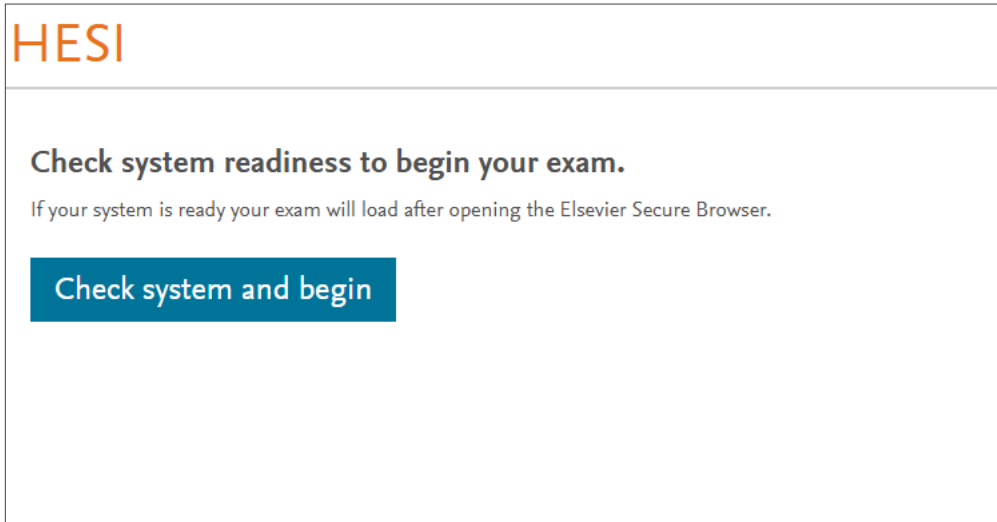 HESI
Check system readiness to begin your exam.
If your system is ready your exam will load after opening the Elsevier Secure Browser.
Check system and begin